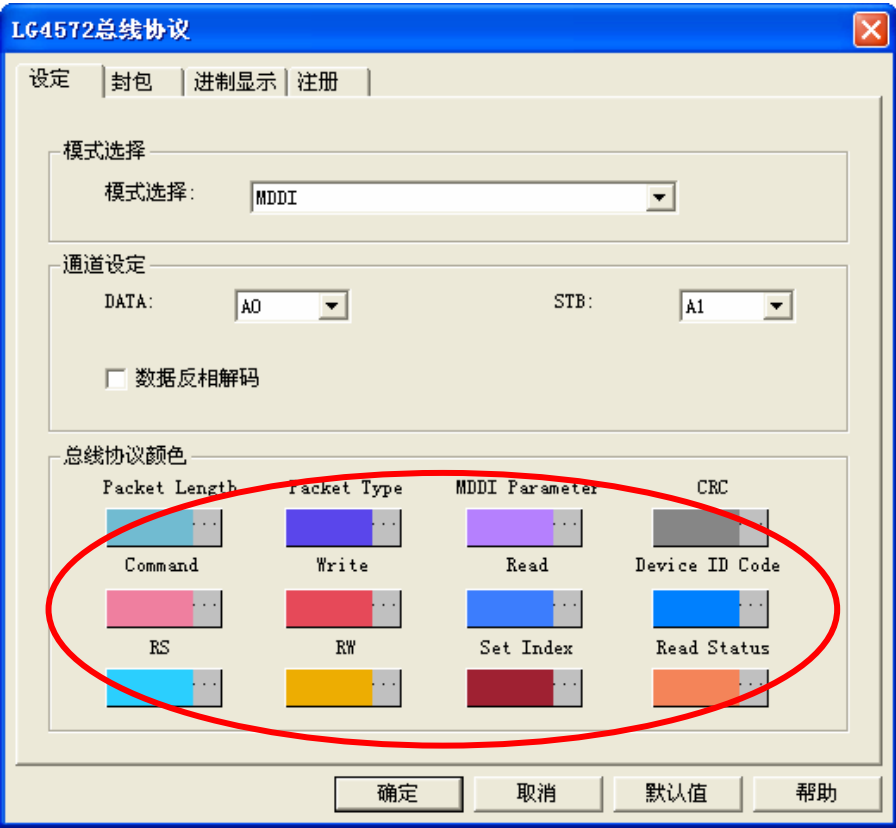 LG4572总线协议
设定 封包 进制显示 注册
模式选择
模式选择: MDDI
通道设定
DATA: A0 STB: A1
数据反相解码
总线协议颜色
Packet Length Packet Type MDDI Parameter CRC
... ... ... ...
Command Write Read Device ID Code
... ... ... ...
RS RW Set Index Read Status
... ... ... ...
确定 取消 默认值 帮助